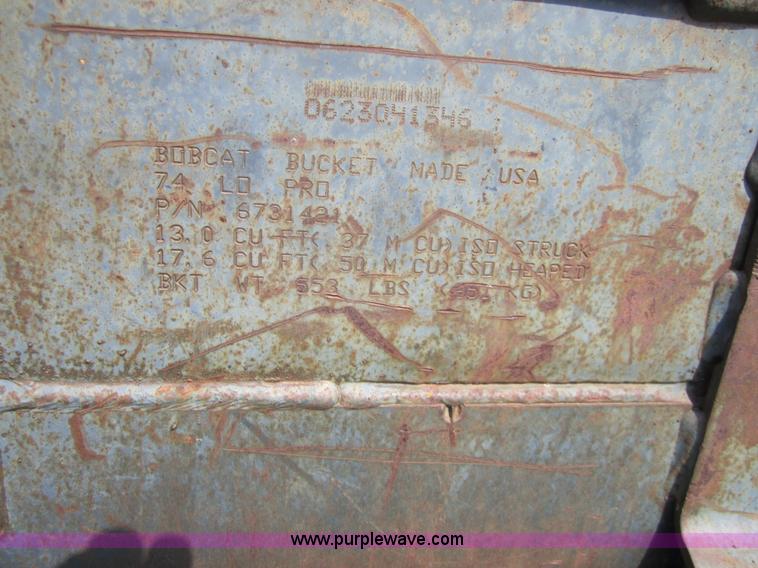 0623041346
BOBCAT BUCKET MADE USA
74 LO PRO
P/N 6731421
13.0 CU FT(.37 M CU)ISO STRUCK
17.6 CU FT(.50 M CU)ISO HEAPED
BKT WT 553 LBS (251KG)
www.purplewave.com